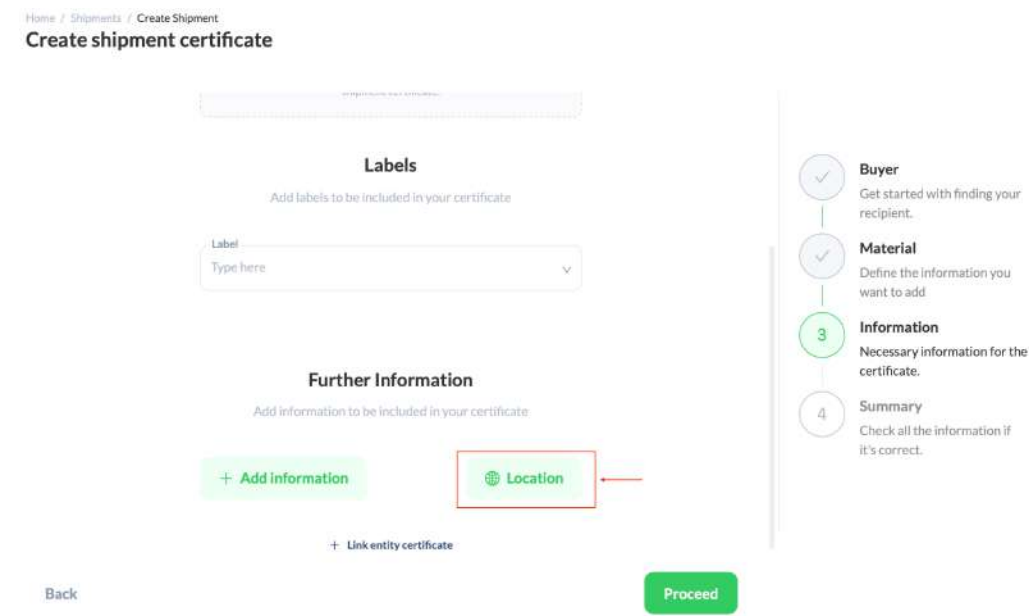 Home / Shipments / Create Shipment
Create shipment certificate
shipment certificate.
Labels
Add labels to be included in your certificate
Label
Type here
Further Information
Add information to be included in your certificate
+ Add information
Location
+ Link entity certificate
Back
Proceed
Buyer
Get started with finding your
recipient.
Material
Define the information you
want to add
3
Information
Necessary information for the
certificate.
4
Summary
Check all the information if
it's correct.